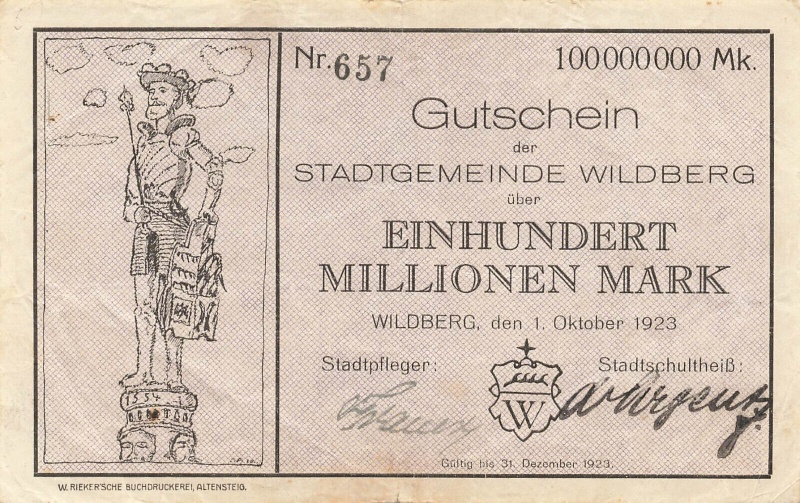 Nr. 657
100000000 Mk.
Gutschein
der
STADTGEMEINDE WILDBERG
über
EINHUNDERT
MILLIONEN MARK
WILDBERG, den 1. Oktober 1923
Stadtpfleger:
Stadtschultheiß:
W
Gültig bis 31. Dezember 1923.
1554
W. RIEKER'SCHE BUCHDRUCKEREI, ALTENSTEIG.